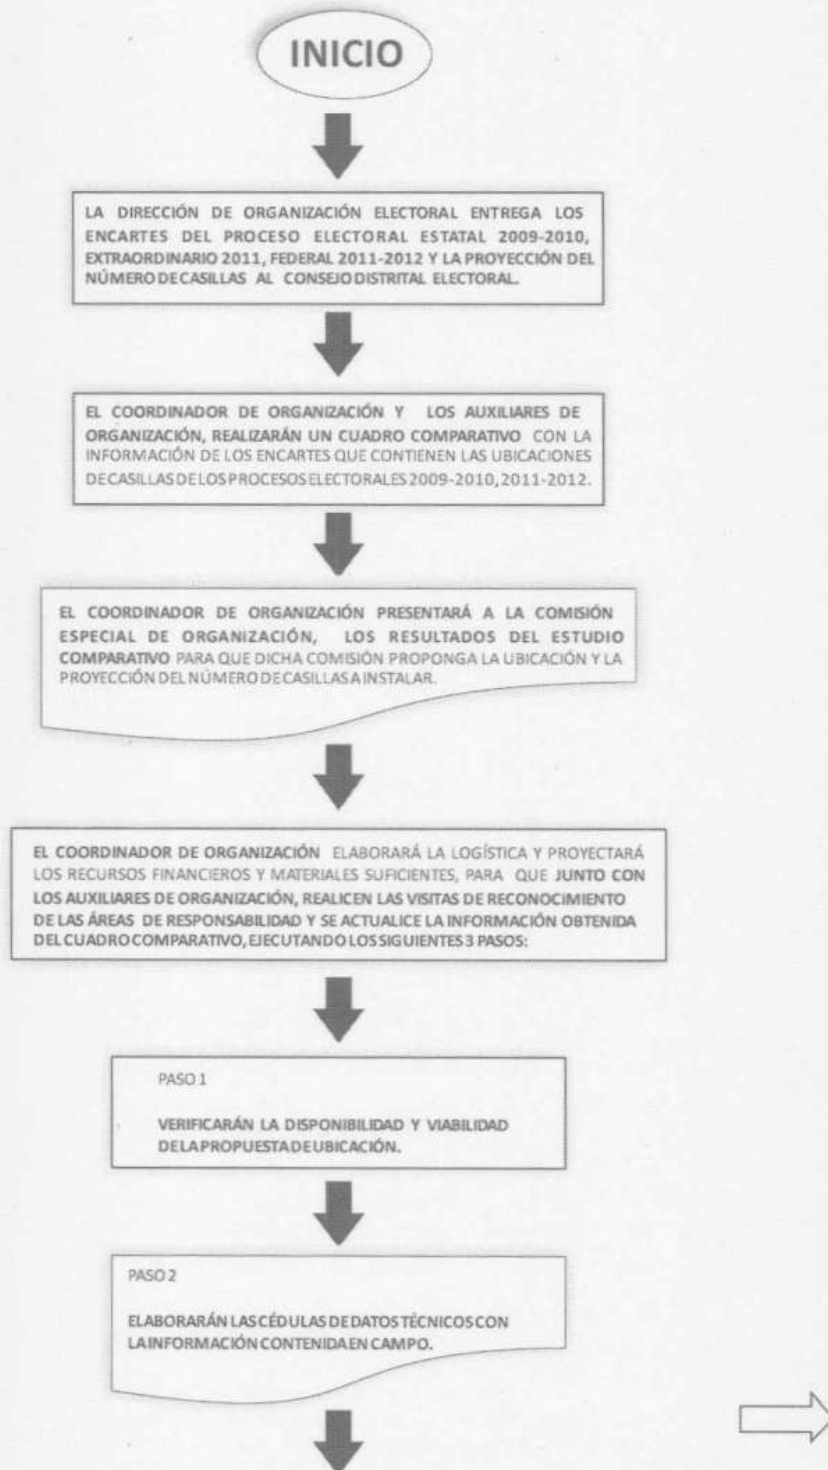 INICIO
LA DIRECCIÓN DE ORGANIZACIÓN ELECTORAL ENTREGA LOS
ENCARTES DEL PROCESO ELECTORAL ESTATAL 2009-2010,
EXTRAORDINARIO 2011, FEDERAL 2011-2012 Y LA PROYECCIÓN DEL
NÚMERO DE CASILLAS AL CONSEJO DISTRITAL ELECTORAL.
EL COORDINADOR DE ORGANIZACIÓN Y LOS AUXILIARES DE
ORGANIZACIÓN, REALIZARÁN UN CUADRO COMPARATIVO CON LA
INFORMACIÓN DE LOS ENCARTES QUE CONTIENEN LAS UBICACIONES
DE CASILLAS DE LOS PROCESOS ELECTORALES 2009-2010, 2011-2012.
EL COORDINADOR DE ORGANIZACIÓN PRESENTARÁ A LA COMISIÓN
ESPECIAL DE ORGANIZACIÓN, LOS RESULTADOS DEL ESTUDIO
COMPARATIVO PARA QUE DICHA COMISIÓN PROPONGA LA UBICACIÓN Y LA
PROYECCIÓN DEL NÚMERO DE CASILLAS A INSTALAR.
EL COORDINADOR DE ORGANIZACIÓN ELABORARÁ LA LOGÍSTICA Y PROYECTARÁ
LOS RECURSOS FINANCIEROS Y MATERIALES SUFICIENTES, PARA QUE JUNTO CON
LOS AUXILIARES DE ORGANIZACIÓN, REALICEN LAS VISITAS DE RECONOCIMIENTO
DE LAS ÁREAS DE RESPONSABILIDAD Y SE ACTUALICE LA INFORMACIÓN OBTENIDA
DEL CUADRO COMPARATIVO, EJECUTANDO LOS SIGUIENTES 3 PASOS:
PASO 1
VERIFICARÁN LA DISPONIBILIDAD Y VIABILIDAD
DE LA PROPUESTA DE UBICACIÓN.
PASO 2
ELABORARÁN LAS CÉDULAS DE DATOS TÉCNICOS CON
LA INFORMACIÓN CONTENIDA EN CAMPO.